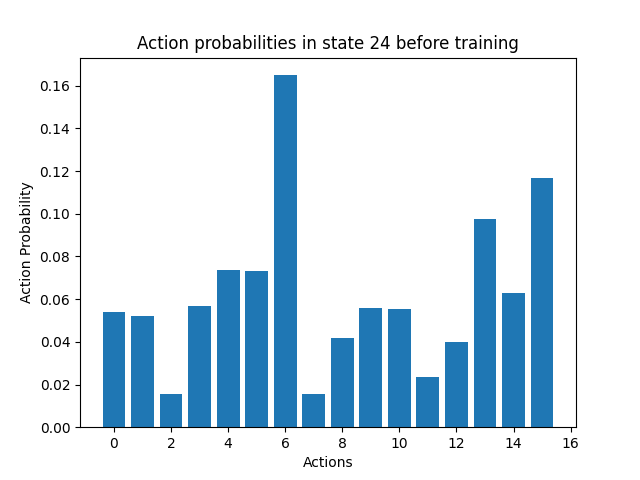 Action probabilities in state 24 before training
0.16
0.14
0.12
0.10
0.08
0.06
0.04
0.02
0.00
Action Probability
0 2 4 6 8 10 12 14 16
Actions